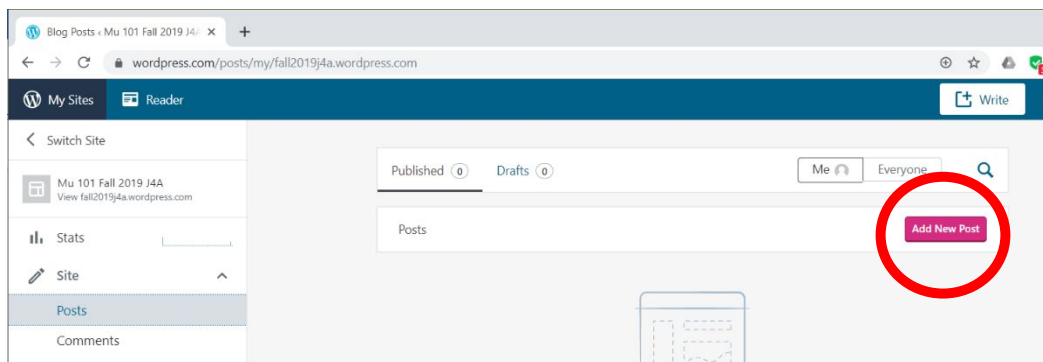 Blog Posts ‹ Mu 101 Fall 2019 J4A
wordpress.com/posts/my/fall2019j4a.wordpress.com
My Sites Reader Write
Switch Site
Published 0 Drafts 0 Me Everyone
Mu 101 Fall 2019 J4A
View fall2019j4a.wordpress.com
Posts Add New Post
Stats
Site
Posts
Comments